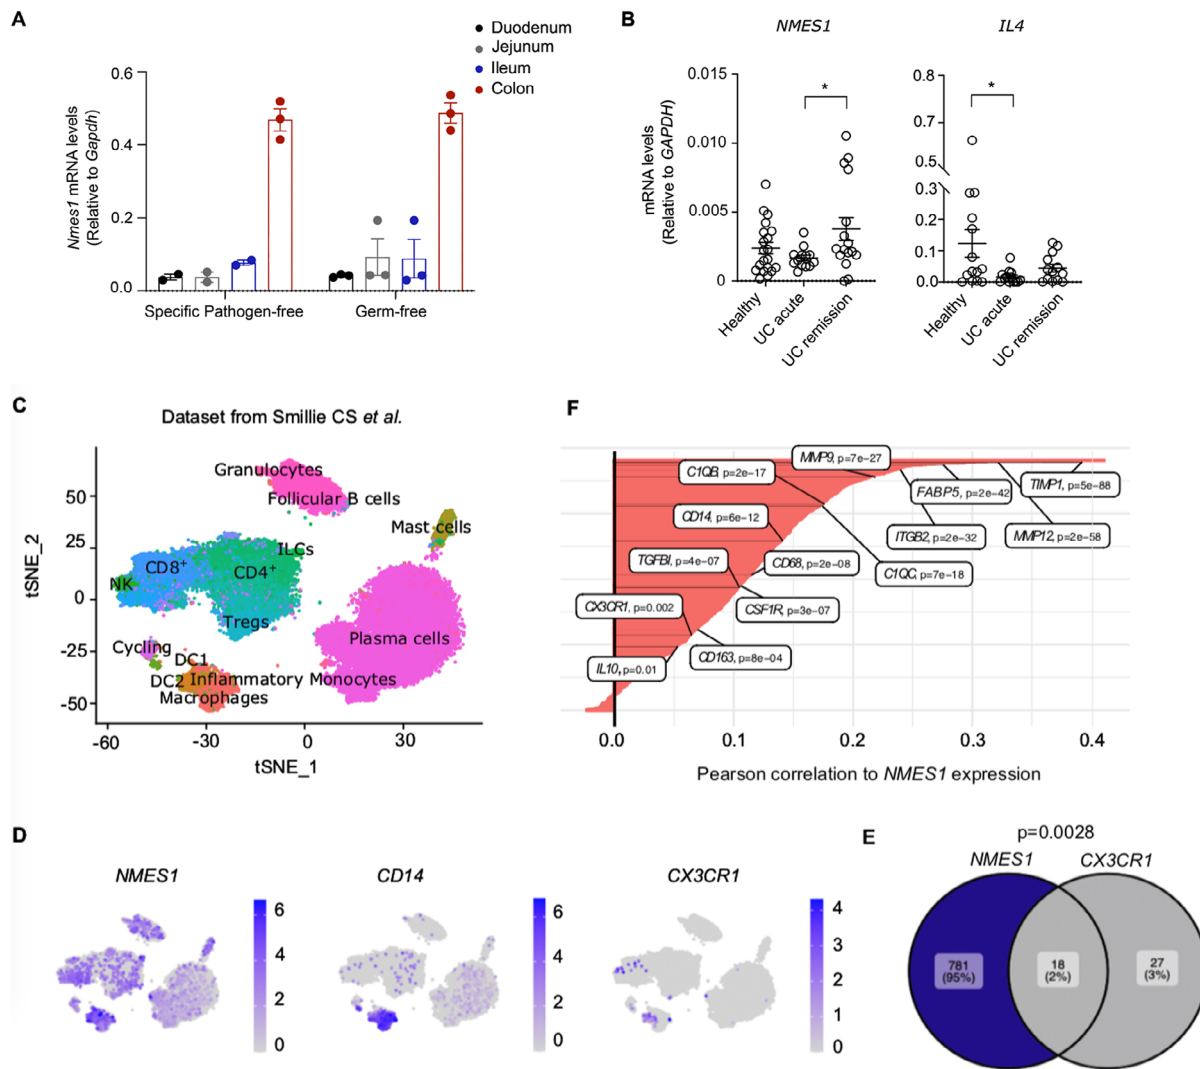 A
Duodenum
Jejunum
Ileum
Colon
Nmes1 mRNA levels
(Relative to Gapdh)
0.6
0.4
0.2
0.0
Specific Pathogen-free
Germ-free
B
NMES1
IL4
mRNA levels
(Relative to GAPDH)
0.015
0.010
0.005
0
*
Healthy
UC acute
UC remission
0.8
0.7
0.5
0.3
0.2
0.1
0.0
*
Healthy
UC acute
UC remission
C
Dataset from Smillie CS et al.
tSNE_2
50
25
0
-25
-50
Granulocytes
Follicular B cells
Mast cells
ILCs
CD8+
CD4+
NK
Tregs
Plasma cells
Cycling
DC1
DC2
Inflammatory Monocytes
Macrophages
-60
-30
0
30
tSNE_1
F
MMP9, p=7e-27
C1QB, p=2e-17
FABP5, p=2e-42
TIMP1, p=5e-88
CD14, p=6e-12
ITGB2, p=2e-32
MMP12, p=2e-58
TGFBI, p=4e-07
CD68, p=2e-08
C1QC, p=7e-18
CX3CR1, p=0.002
CSF1R, p=3e-07
IL10, p=0.01
CD163, p=8e-04
0.0
0.1
0.2
0.3
0.4
Pearson correlation to NMES1 expression
D
NMES1
6
4
2
0
CD14
6
4
2
0
CX3CR1
4
3
2
1
0
E
p=0.0028
NMES1
CX3CR1
781
(95%)
18
(2%)
27
(3%)